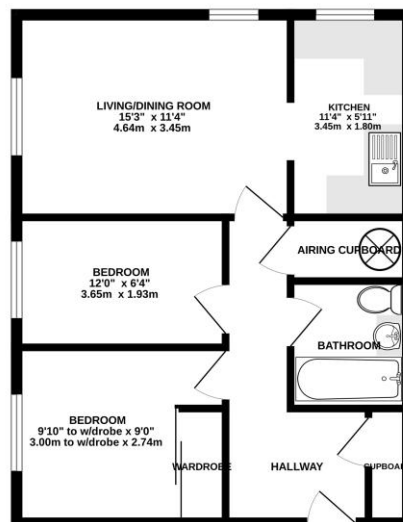 LIVING/DINING ROOM
15'3" x 11'4"
4.64m x 3.45m
KITCHEN
11'4" x 5'11"
3.45m x 1.80m
AIRING CUPBOARD
BEDROOM
12'0" x 6'4"
3.65m x 1.93m
BATHROOM
BEDROOM
9'10" to w/drobe x 9'0"
3.00m to w/drobe x 2.74m
WARDROBE
HALLWAY
CUPBOARD